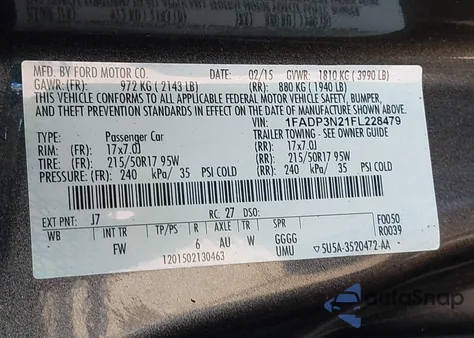 MFD. BY FORD MOTOR CO. 02/15 GVWR: 1810 KG ( 3990 LB)
GAWR: (FR): 972 KG ( 2143 LB) (RR): 880 KG ( 1940 LB)
THIS VEHICLE CONFORMS TO ALL APPLICABLE FEDERAL MOTOR VEHICLE SAFETY, BUMPER,
AND THEFT PREVENTION STANDARDS IN EFFECT ON THE DATE OF MANUFACTURE SHOWN ABOVE.
VIN: 1FADP3N21FL228479
TYPE: Passenger Car TRAILER TOWING - SEE OWNERS GUIDE
RIM: (FR): 17x7.0J (RR): 17x7.0J
TIRE: (FR): 215/50R17 95W (RR): 215/50R17 95W
PRESSURE: (FR): 240 kPa/ 35 PSI COLD (RR): 240 kPa/ 35 PSI COLD
EXT PNT: J7 RC: 27 DSO: F0050
WB INT TR TP/PS R AX TR SPR R0039
FW 6 AU W GGGG
UMU
1201502130463 5U5A-3520472-AA
AutoSnap